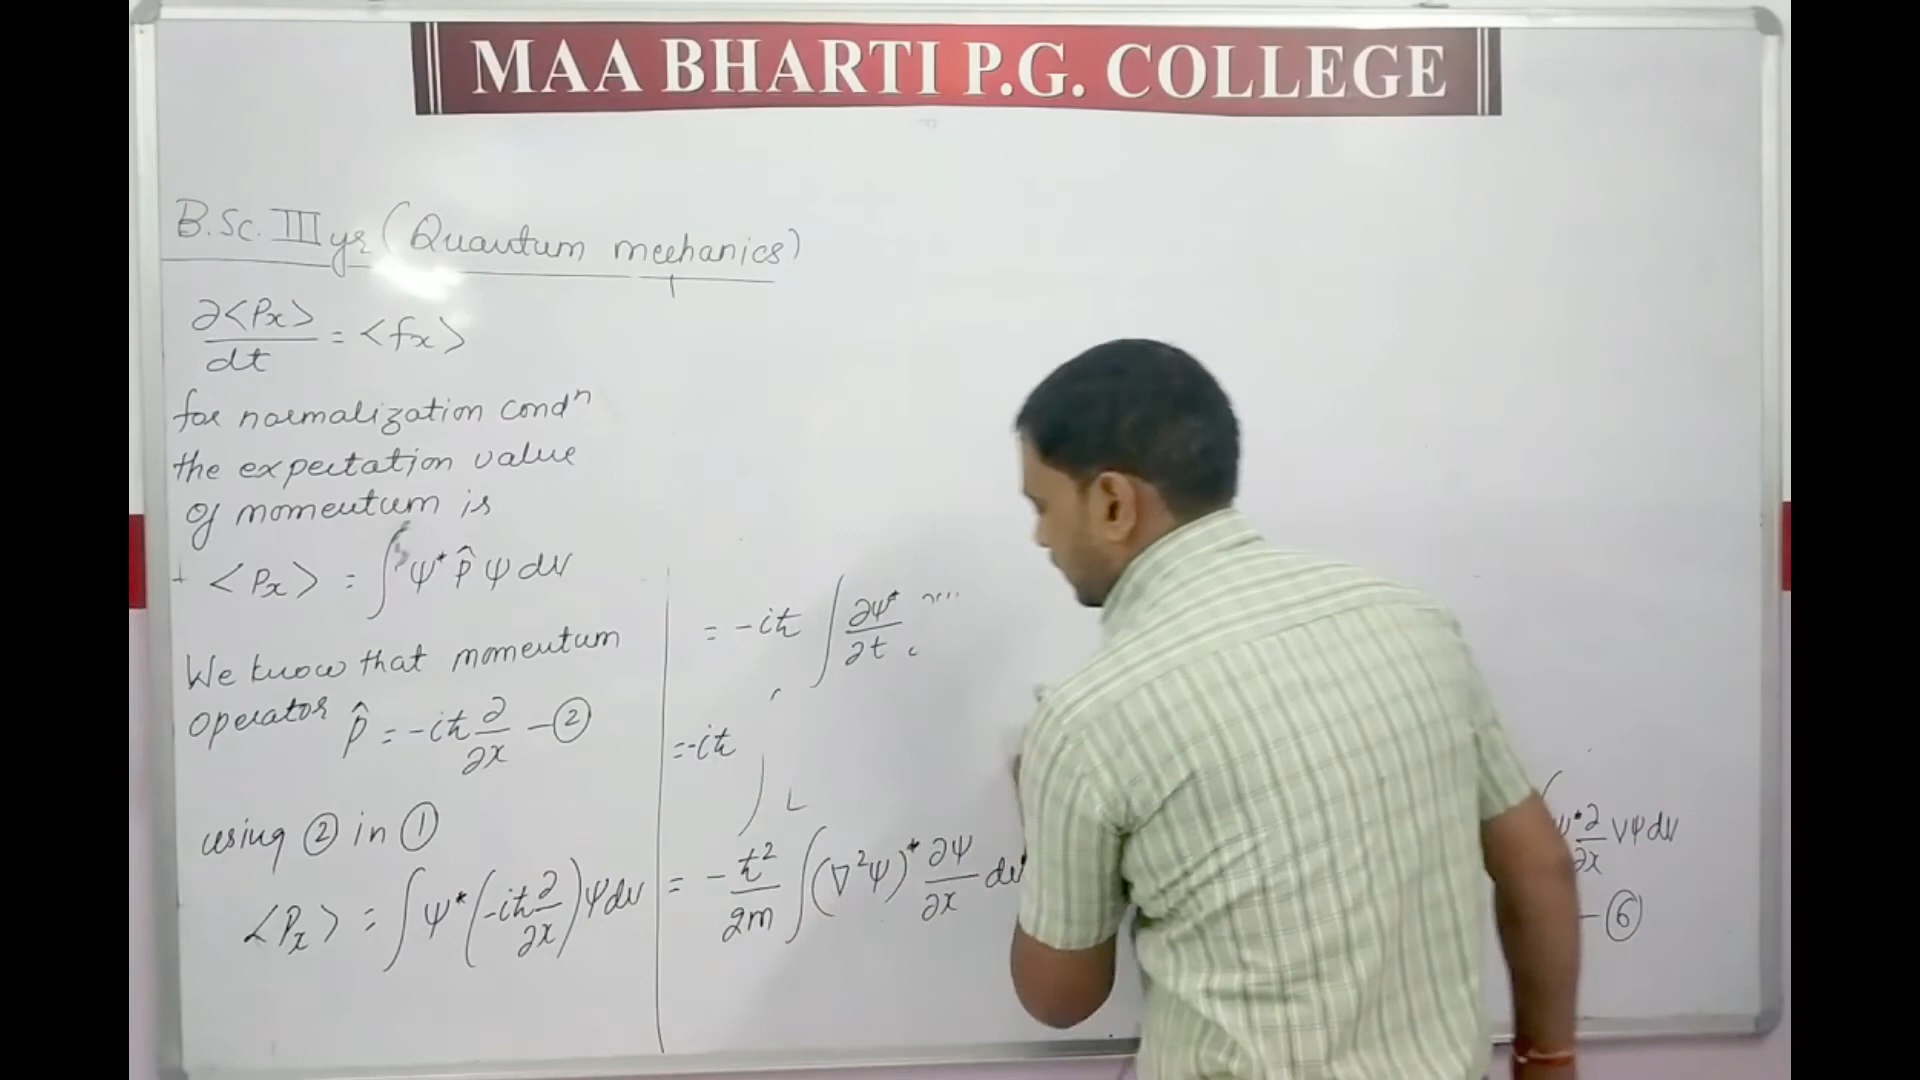 MAA BHARTI P.G. COLLEGE
B.Sc. III yr (Quantum mechanics)
∂<Px>/dt = <fx>
for normalization condⁿ
the expectation value
of momentum is
<Px> = ∫ψ* p̂ ψ dv
We know that momentum
operator p̂ = -iħ ∂/∂x - ②
using ② in ①
<Px> = ∫ψ*(-iħ ∂/∂x)ψdv
= -iħ ∫ ∂ψ*/∂t
=-iħ
= -ħ²/2m ∫(∇²ψ)* ∂ψ/∂x dv
ψ* ∂/∂x Vψdv
- ⑥